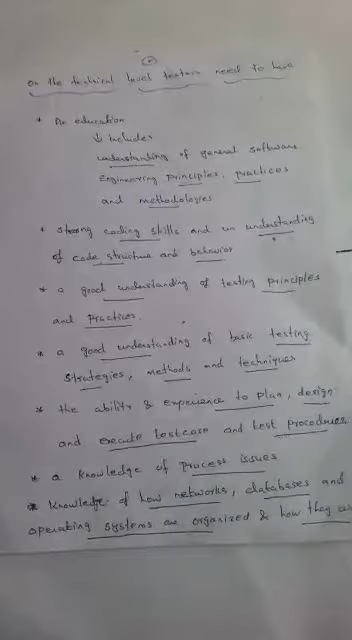 on the technical level testers need to have
* An education
↓ includes
understanding of general software
Engineering principles, practices
and methodologies
* strong coding skills and un understanding
of code structure and behavior
* a good understanding of testing principles
and practices.
* a good understanding of basic testing
strategies, methods and techniques
* the ability & experience to plan, design
and execute testcase and test procedures
* a knowledge of process issues
* knowledge of how networks, databases and
operating systems are organized & how they